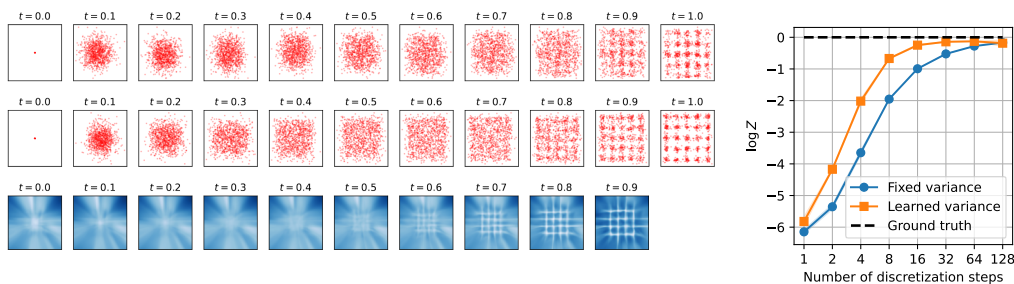 t = 0.0 t = 0.1 t = 0.2 t = 0.3 t = 0.4 t = 0.5 t = 0.6 t = 0.7 t = 0.8 t = 0.9 t = 1.0
t = 0.0 t = 0.1 t = 0.2 t = 0.3 t = 0.4 t = 0.5 t = 0.6 t = 0.7 t = 0.8 t = 0.9 t = 1.0
t = 0.0 t = 0.1 t = 0.2 t = 0.3 t = 0.4 t = 0.5 t = 0.6 t = 0.7 t = 0.8 t = 0.9
log Z
0
−1
−2
−3
−4
−5
−6
Fixed variance
Learned variance
Ground truth
1 2 4 8 16 32 64 128
Number of discretization steps